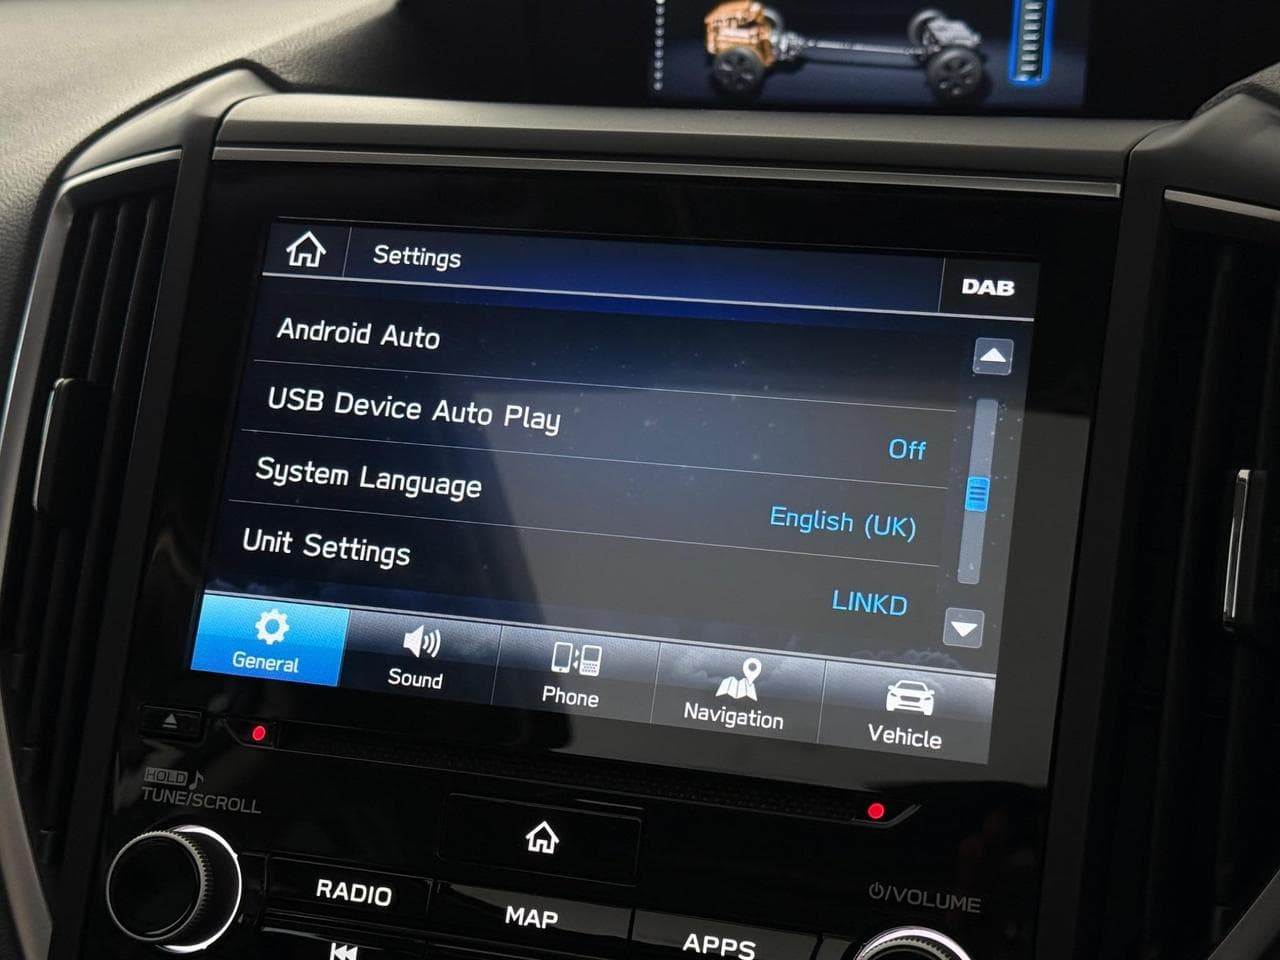 Settings
DAB
Android Auto
USB Device Auto Play
Off
System Language
English (UK)
Unit Settings
LINKD
General
Sound
Phone
Navigation
Vehicle
HOLD
TUNE/SCROLL
RADIO
MAP
APPS
/VOLUME